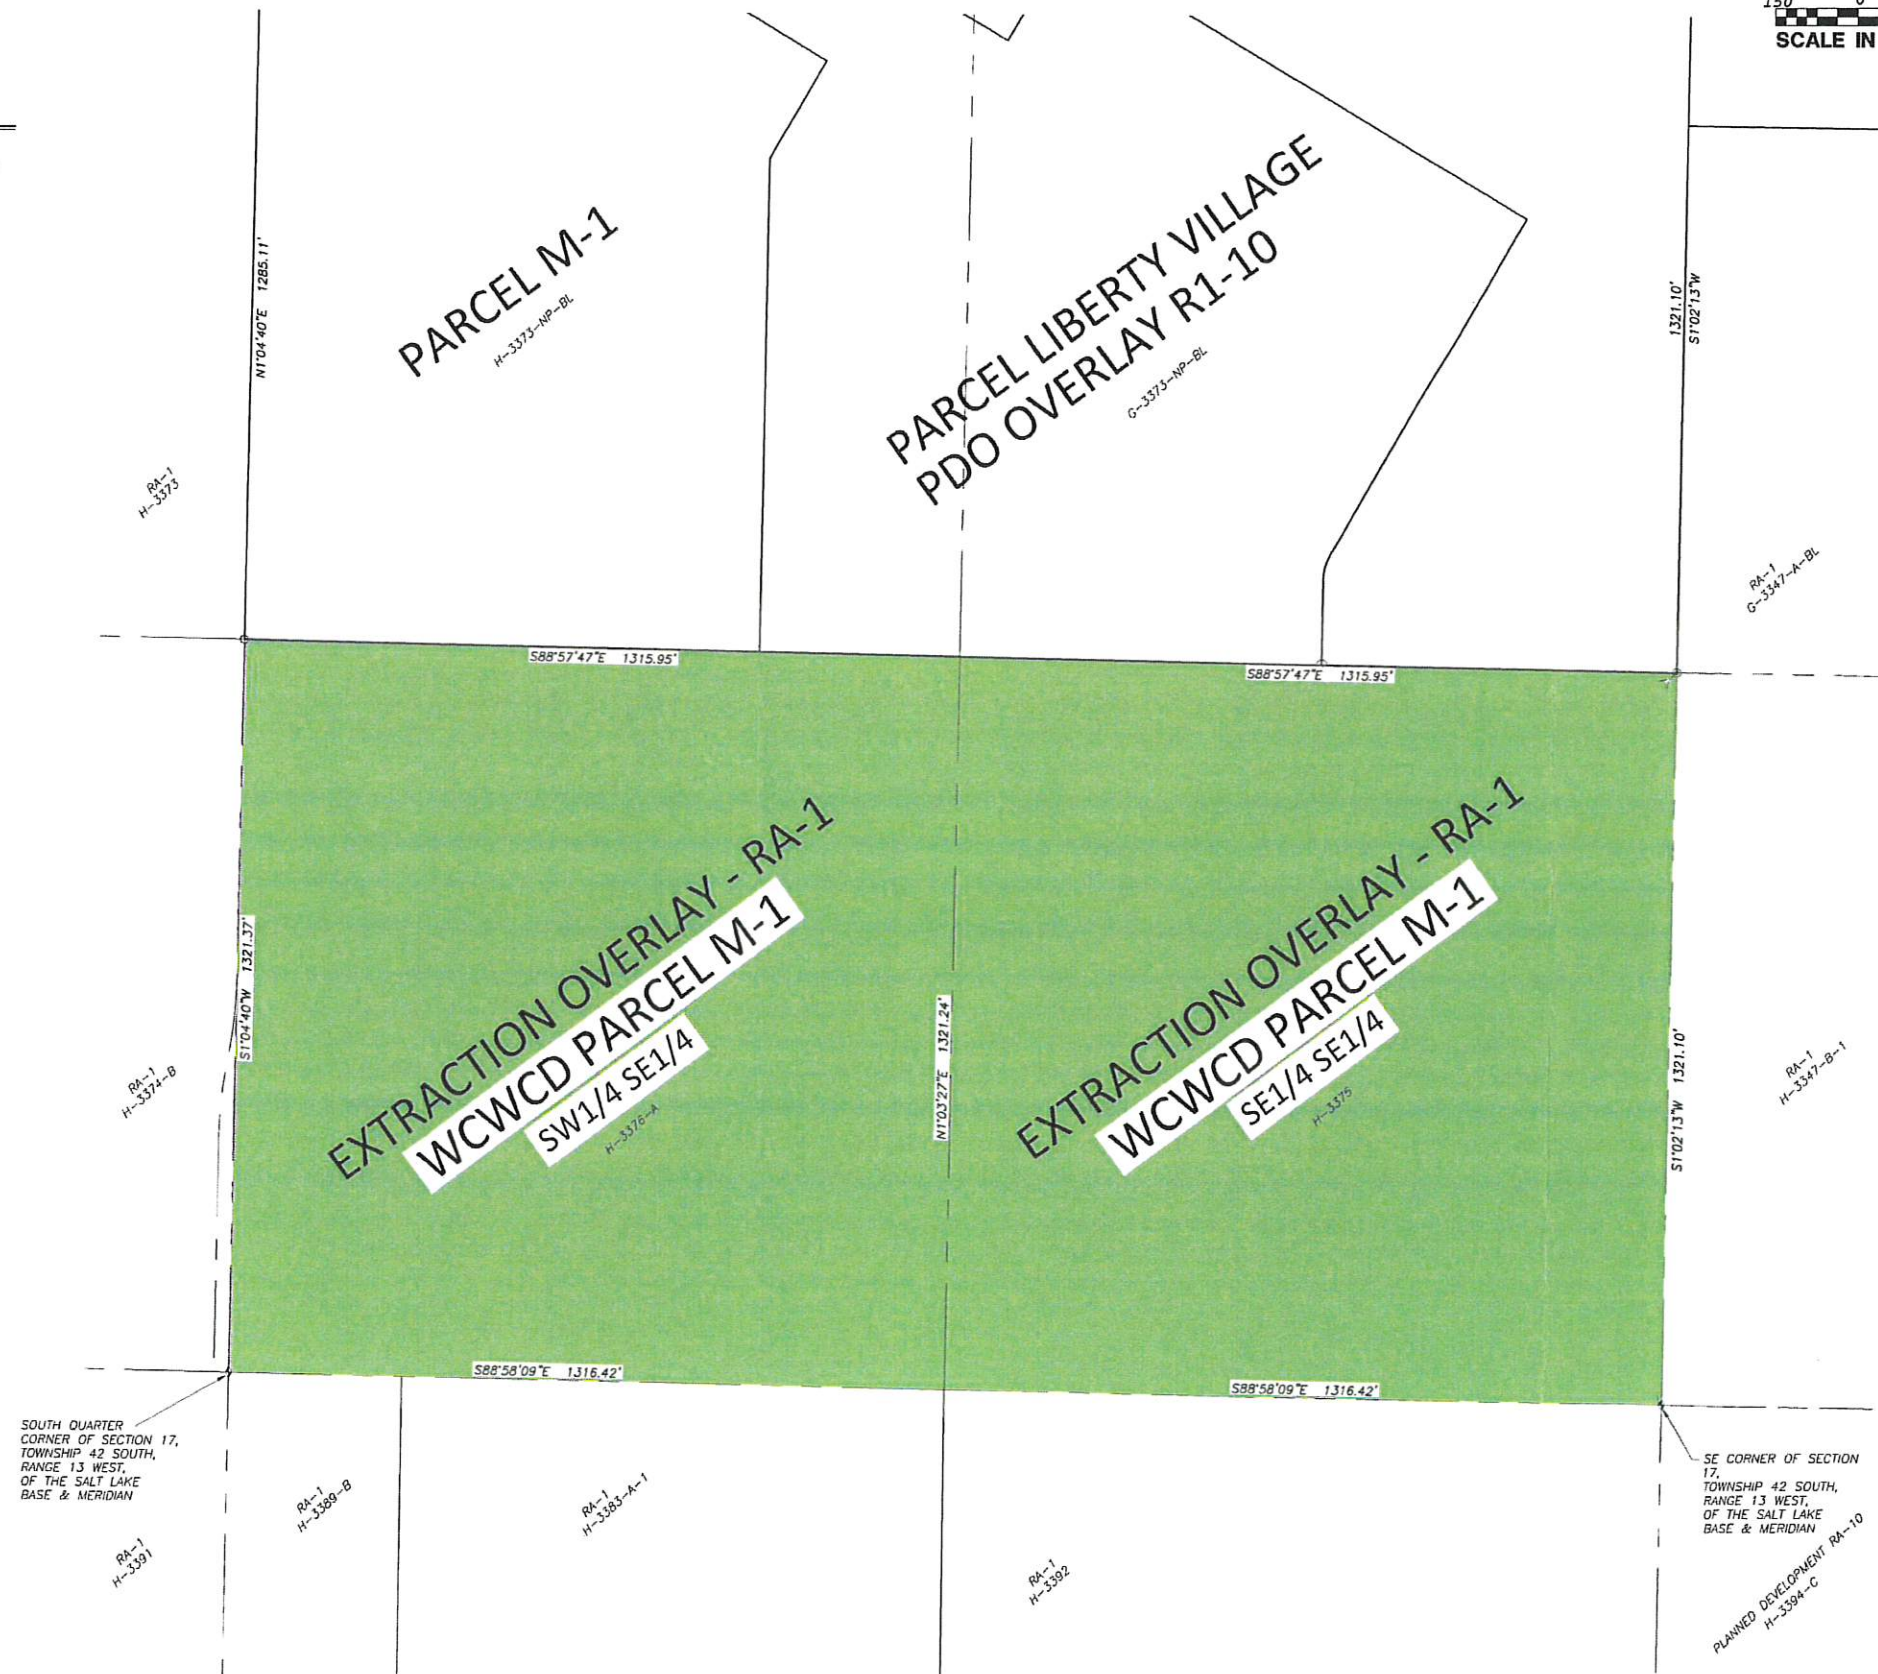 150 0
SCALE IN
N1°04'40"E 1285.11'
PARCEL M-1
H-3373-NP-BL
PARCEL LIBERTY VILLAGE
PDO OVERLAY R1-10
G-3373-NP-BL
1321.10'
S1°02'13"W
RA-1
H-3373
RA-1
G-3347-A-BL
S88°57'47"E 1315.95'
S88°57'47"E 1315.95'
S1°04'40"W 1321.37'
EXTRACTION OVERLAY - RA-1
WCWCD PARCEL M-1
SW1/4 SE1/4
H-3376-A
N1°03'27"E 1321.24'
EXTRACTION OVERLAY - RA-1
WCWCD PARCEL M-1
SE1/4 SE1/4
H-3375
S1°02'13"W 1321.10'
RA-1
H-3374-B
RA-1
H-3347-B-1
S88°58'09"E 1316.42'
S88°58'09"E 1316.42'
SOUTH QUARTER
CORNER OF SECTION 17,
TOWNSHIP 42 SOUTH,
RANGE 13 WEST,
OF THE SALT LAKE
BASE & MERIDIAN
SE CORNER OF SECTION
17,
TOWNSHIP 42 SOUTH,
RANGE 13 WEST,
OF THE SALT LAKE
BASE & MERIDIAN
RA-1
H-3389-B
RA-1
H-3383-A-1
RA-1
H-3391
RA-1
H-3392
PLANNED DEVELOPMENT RA-10
H-3394-C